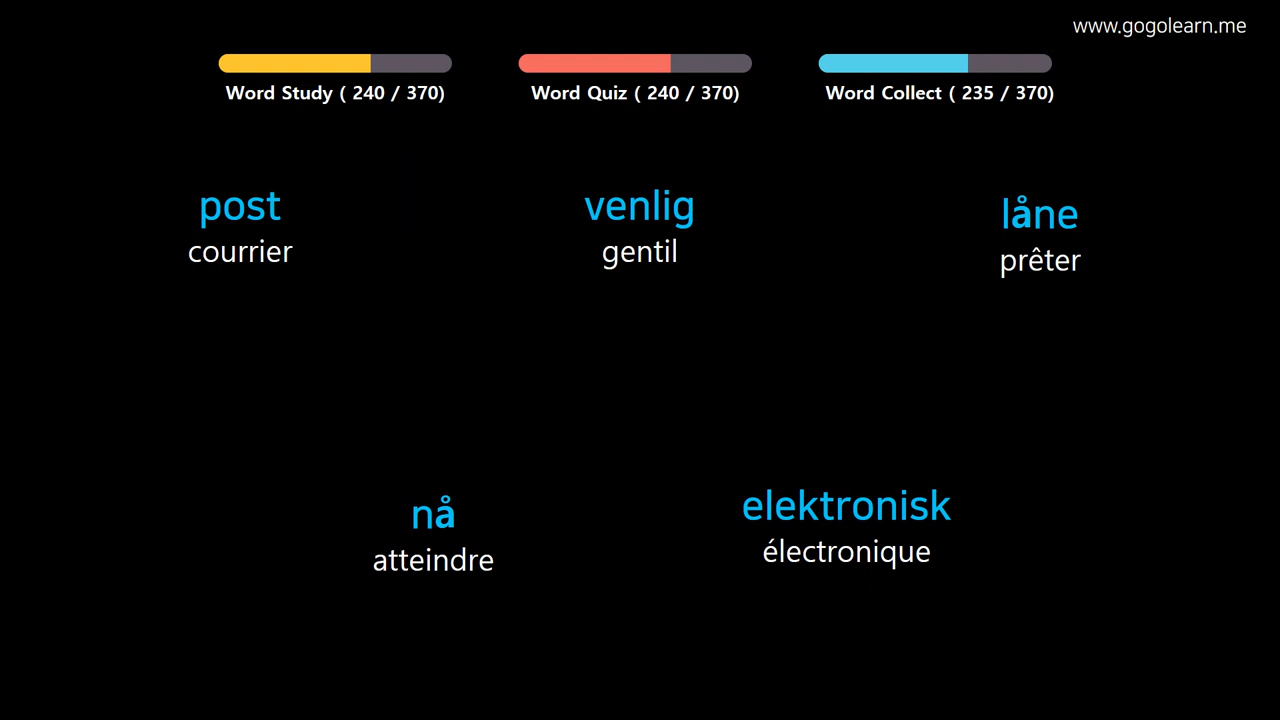 www.gogolearn.me
Word Study ( 240 / 370)
Word Quiz ( 240 / 370)
Word Collect ( 235 / 370)
post
courrier
venlig
gentil
låne
prêter
nå
atteindre
elektronisk
électronique